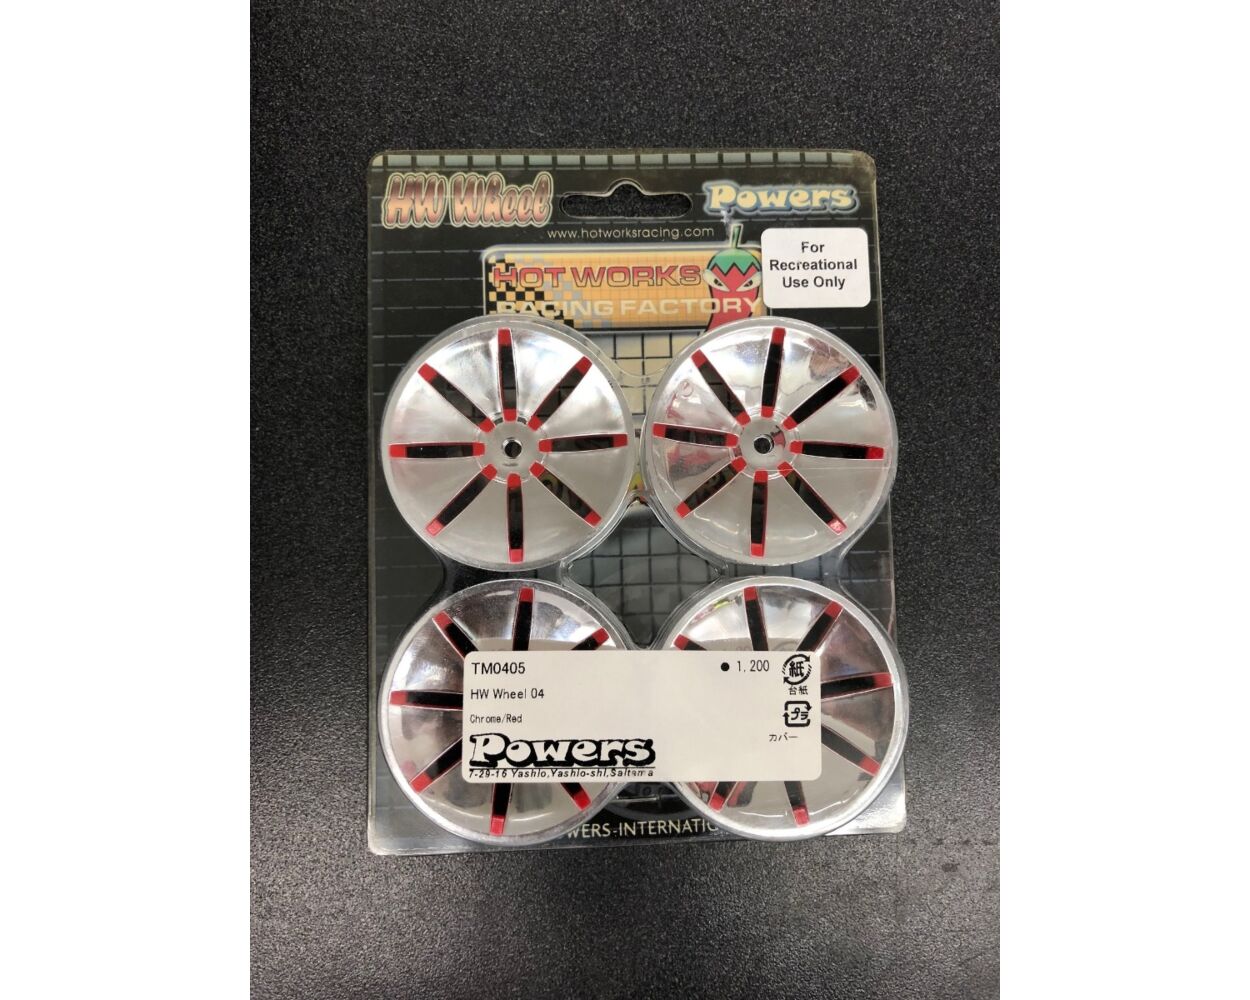 HW Wheel
Powers
www.hotworksracing.com
For
Recreational
Use Only
HOT WORKS
RACING FACTORY
TM0405
● 1,200
紙
台紙
HW Wheel 04
プラ
Chrome/Red
カバー
Powers
7-29-16 Yashio,Yashio-shi,Saitama
WERS-INTERNATIO